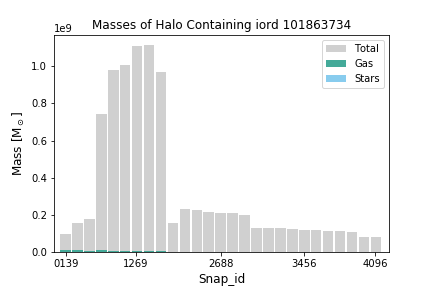 Masses of Halo Containing iord 101863734
1e9
Total
Gas
Stars
1.0
0.8
0.6
0.4
0.2
0.0
Mass [M⊙]
0139 1269 2688 3456 4096
Snap_id